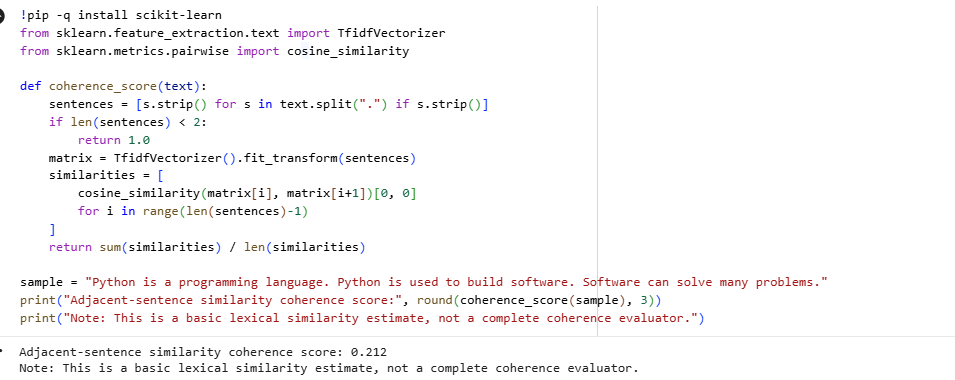 !pip -q install scikit-learn
from sklearn.feature_extraction.text import TfidfVectorizer
from sklearn.metrics.pairwise import cosine_similarity

def coherence_score(text):
    sentences = [s.strip() for s in text.split(".") if s.strip()]
    if len(sentences) < 2:
        return 1.0
    matrix = TfidfVectorizer().fit_transform(sentences)
    similarities = [
        cosine_similarity(matrix[i], matrix[i+1])[0, 0]
        for i in range(len(sentences)-1)
    ]
    return sum(similarities) / len(similarities)

sample = "Python is a programming language. Python is used to build software. Software can solve many problems."
print("Adjacent-sentence similarity coherence score:", round(coherence_score(sample), 3))
print("Note: This is a basic lexical similarity estimate, not a complete coherence evaluator.")

Adjacent-sentence similarity coherence score: 0.212
Note: This is a basic lexical similarity estimate, not a complete coherence evaluator.